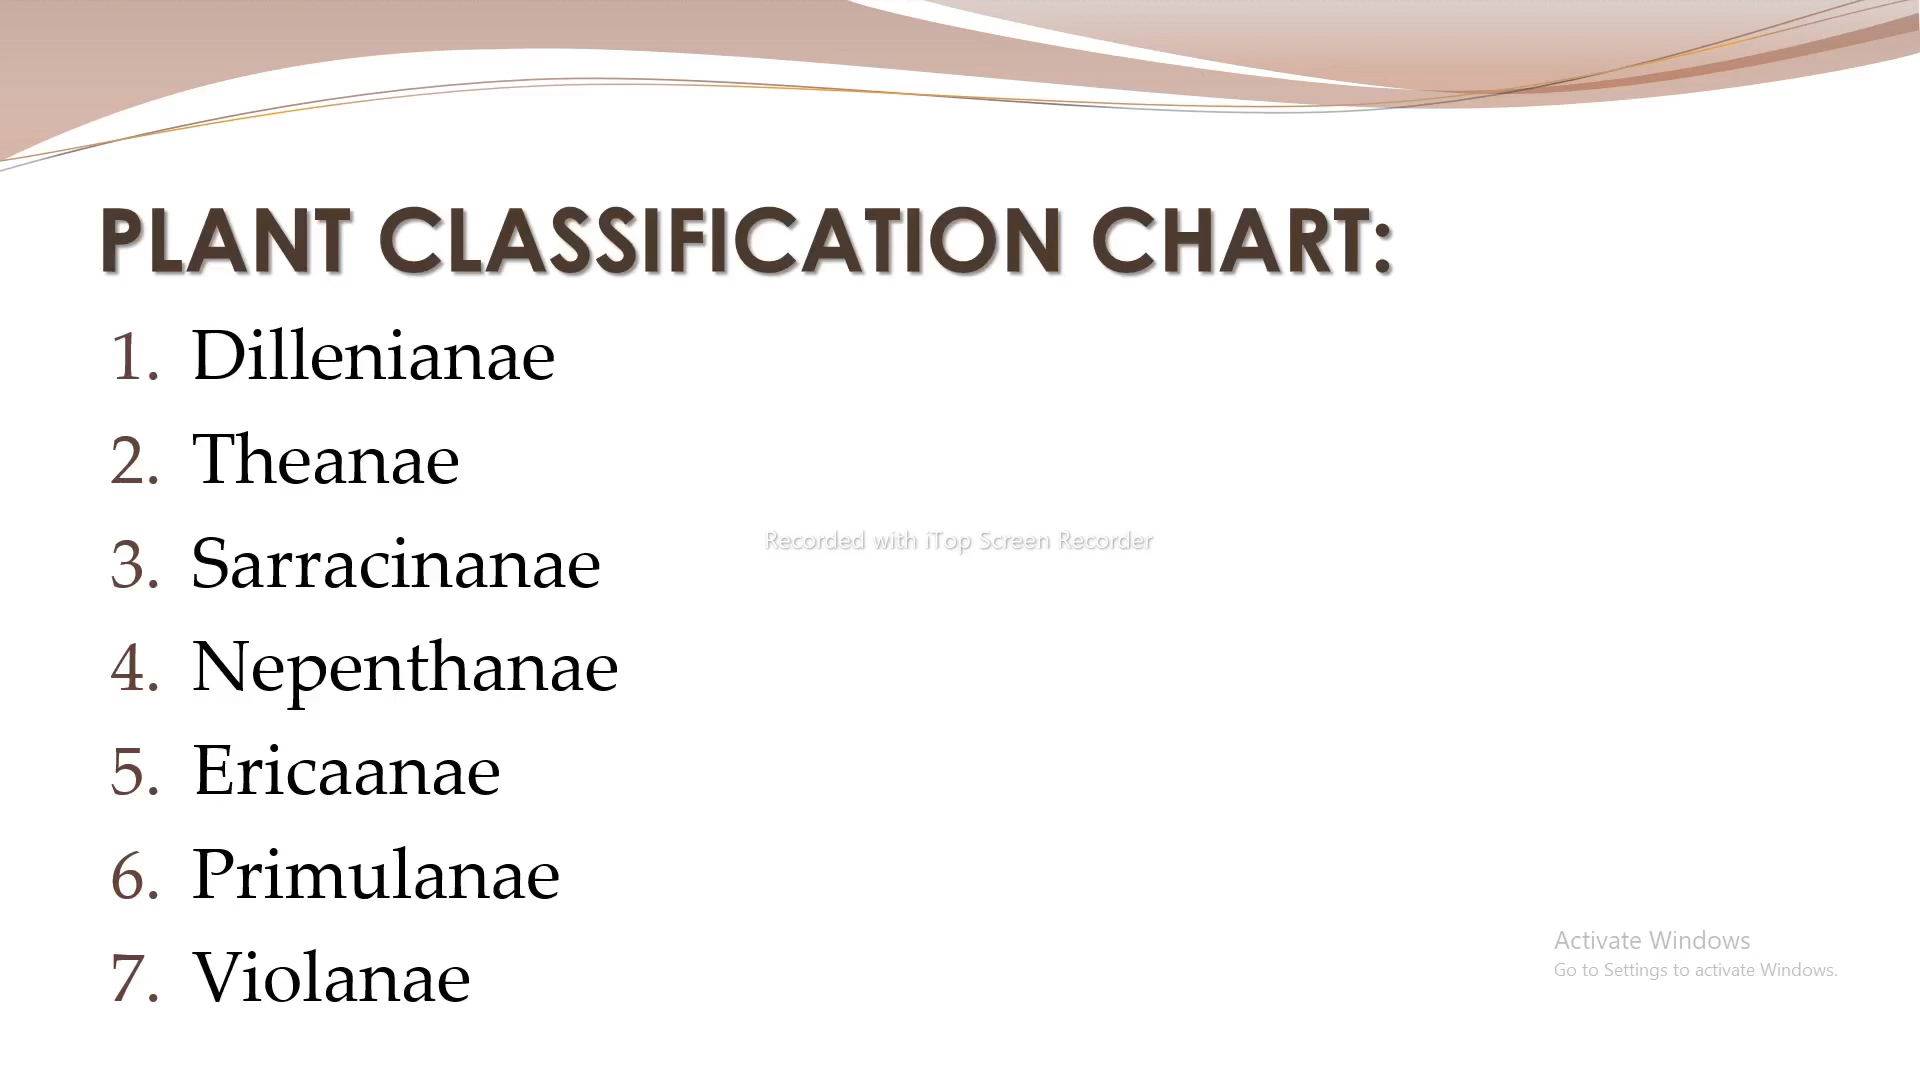 PLANT CLASSIFICATION CHART:
1. Dillenianae
2. Theanae
3. Sarracinanae
Recorded with iTop Screen Recorder
4. Nepenthanae
5. Ericaanae
6. Primulanae
7. Violanae
Activate Windows
Go to Settings to activate Windows.